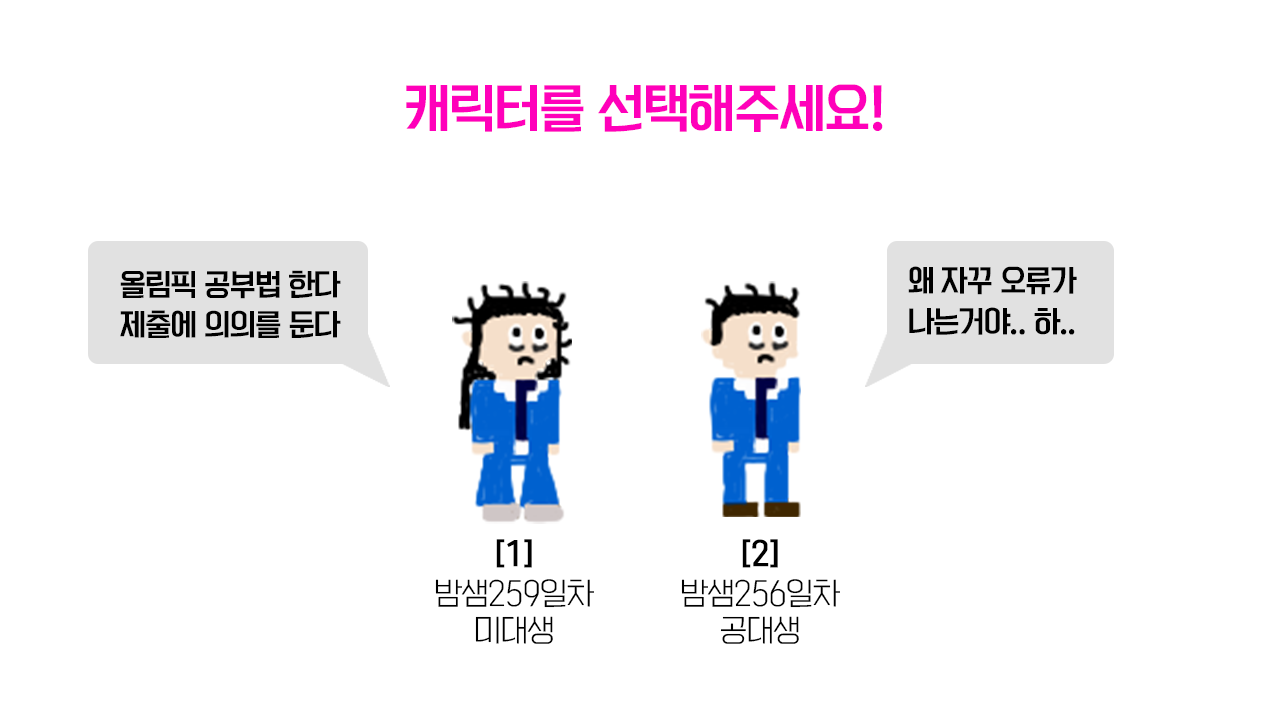 캐릭터를 선택해주세요!
올림픽 공부법 한다
제출에 의의를 둔다
왜 자꾸 오류가
나는거야.. 하..
[1]
밤샘259일차
미대생
[2]
밤샘256일차
공대생